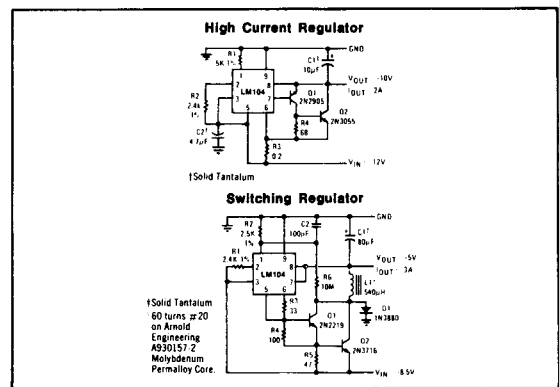 High Current Regulator
GND
R1
5K 1%
C1†
10µF
1
9
VOUT -10V
IOUT 2A
LM104
2
8
Q1
2N2905
R2
2.4k
1%
3
7
Q2
2N3055
5
6
R4
68
C2†
4.7µF
R3
0.2
VIN -12V
†Solid Tantalum
Switching Regulator
GND
R2
2.5K
1%
C2
100µF
C1†
80µF
R1
2.4K 1%
1
9
VOUT -5V
IOUT 3A
2
LM104
8
R6
10M
L1*
540µH
3
7
5
6
D1
1N3880
R3
33
Q1
2N2219
†Solid Tantalum
60 turns #20
on Arnold
Engineering
A930157-2
Molybdenum
Permalloy Core.
R4
100
Q2
2N3716
R5
47
VIN -8.5V